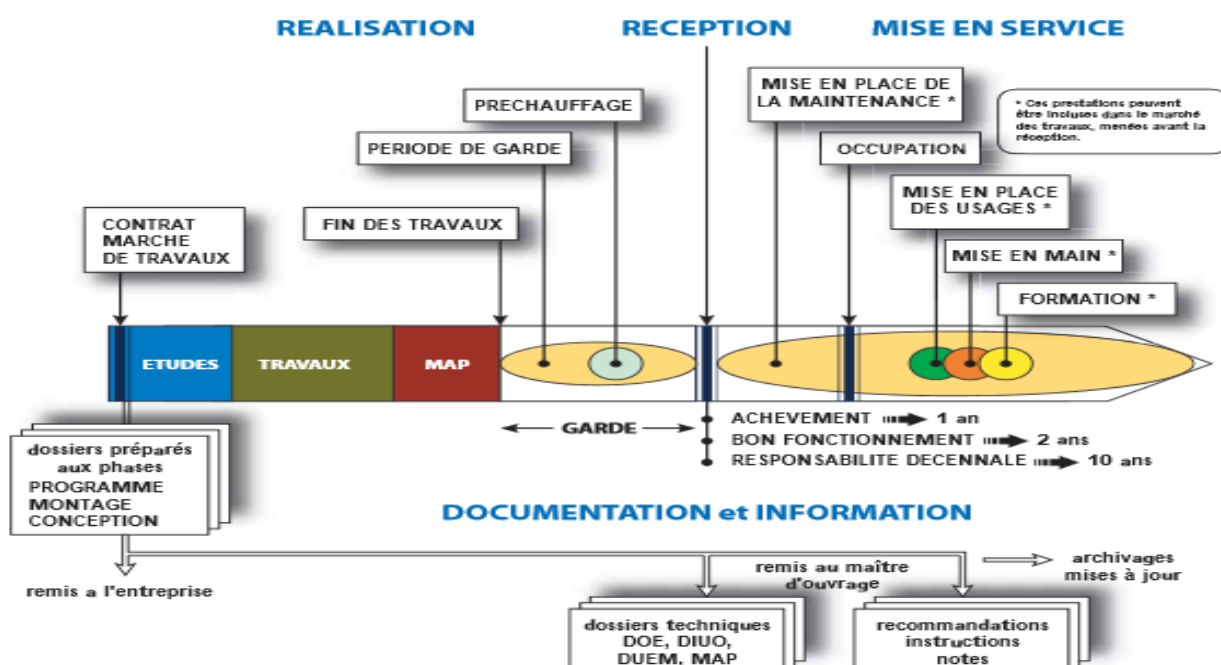 REALISATION
RECEPTION
MISE EN SERVICE
MISE EN PLACE DE
LA MAINTENANCE *
* Ces prestations peuvent
être incluses dans le marché
des travaux, menées avant la
réception.
PRECHAUFFAGE
PERIODE DE GARDE
OCCUPATION
MISE EN PLACE
DES USAGES *
CONTRAT
MARCHE
DE TRAVAUX
FIN DES TRAVAUX
MISE EN MAIN *
FORMATION *
ETUDES
TRAVAUX
MAP
GARDE
ACHEVEMENT 1 an
BON FONCTIONNEMENT 2 ans
RESPONSABILITE DECENNALE 10 ans
dossiers préparés
aux phases
PROGRAMME
MONTAGE
CONCEPTION
DOCUMENTATION et INFORMATION
remis a l'entreprise
remis au maître
d'ouvrage
archivages
mises à jour
dossiers techniques
DOE, DIUO,
DUEM, MAP
recommandations
instructions
notes